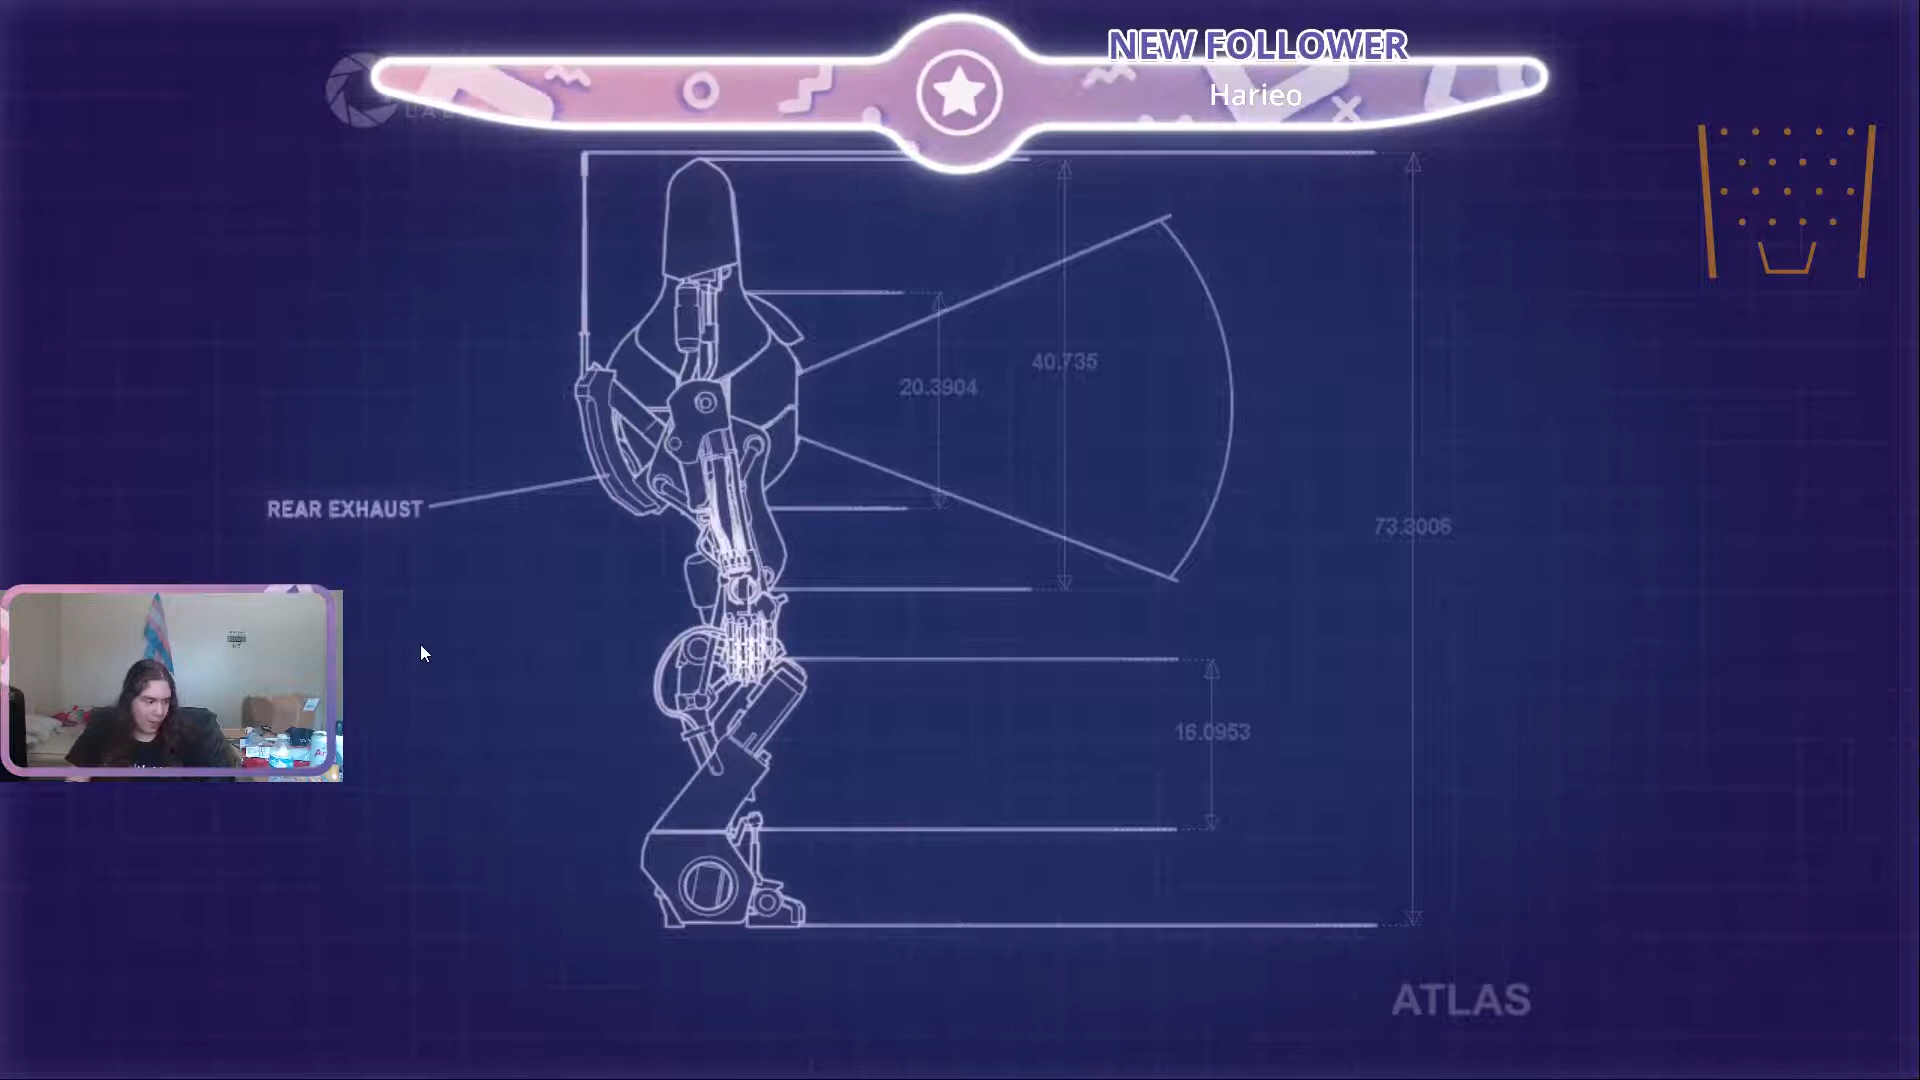 NEW FOLLOWER
Harieo
40.735
20.3904
REAR EXHAUST
73.3006
16.0953
ATLAS